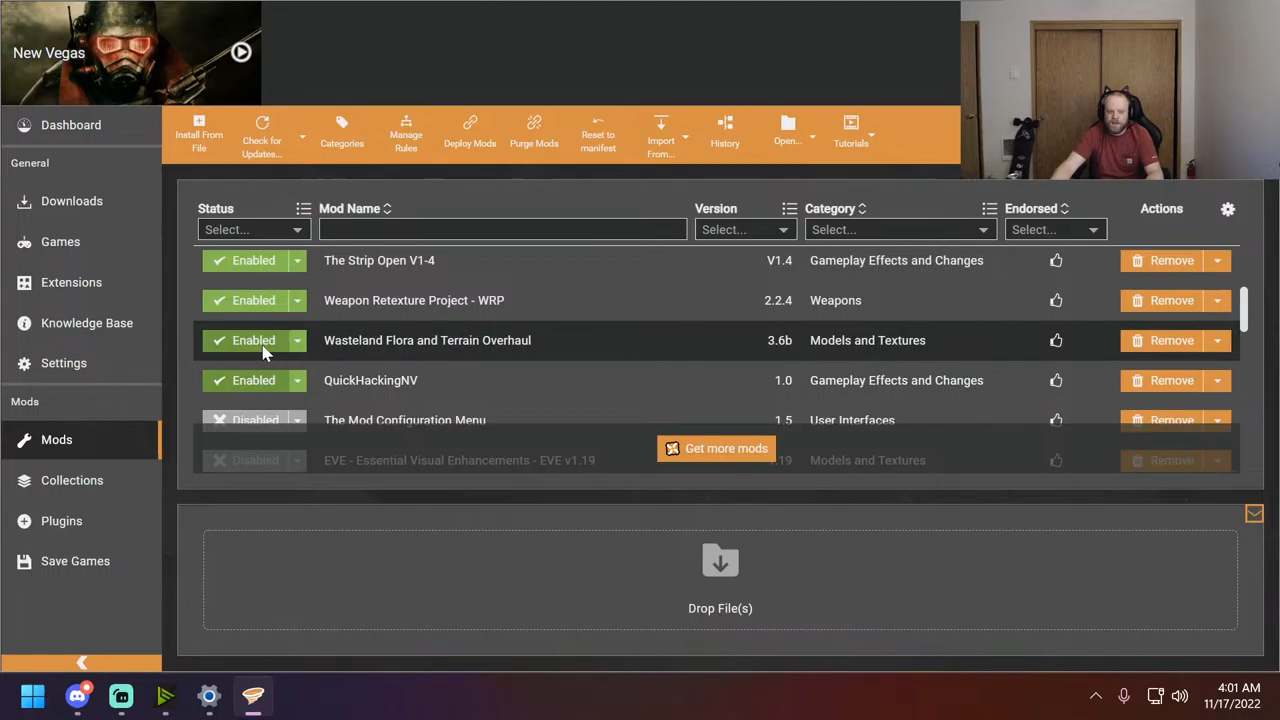 New Vegas
Dashboard
General
Downloads
Games
Extensions
Knowledge Base
Settings
Mods
Mods
Collections
Plugins
Save Games
Install From File
Check for Updates...
Categories
Manage Rules
Deploy Mods
Purge Mods
Reset to manifest
Import From...
History
Open...
Tutorials
Status Mod Name Version Category Endorsed Actions
Select... Select... Select... Select...
Enabled The Strip Open V1-4 V1.4 Gameplay Effects and Changes Remove
Enabled Weapon Retexture Project - WRP 2.2.4 Weapons Remove
Enabled Wasteland Flora and Terrain Overhaul 3.6b Models and Textures Remove
Enabled QuickHackingNV 1.0 Gameplay Effects and Changes Remove
Disabled The Mod Configuration Menu 1.5 User Interfaces Remove
Get more mods
Disabled EVE - Essential Visual Enhancements - EVE v1.19 .19 Models and Textures Remove
Drop File(s)
4:01 AM
11/17/2022